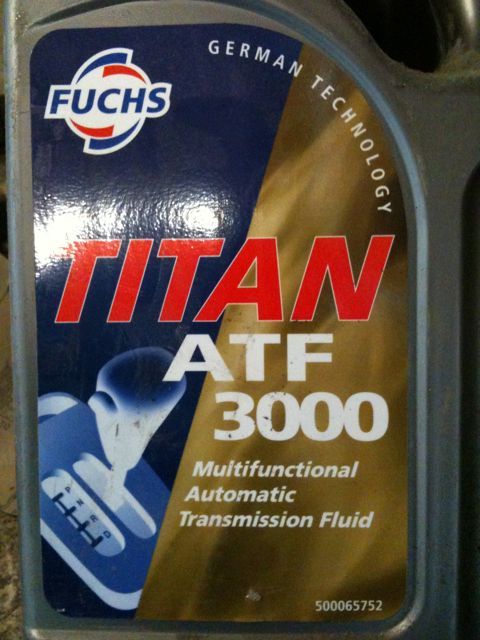 FUCHS
GERMAN TECHNOLOGY
TITAN
ATF
3000
Multifunctional
Automatic
Transmission Fluid
500065752